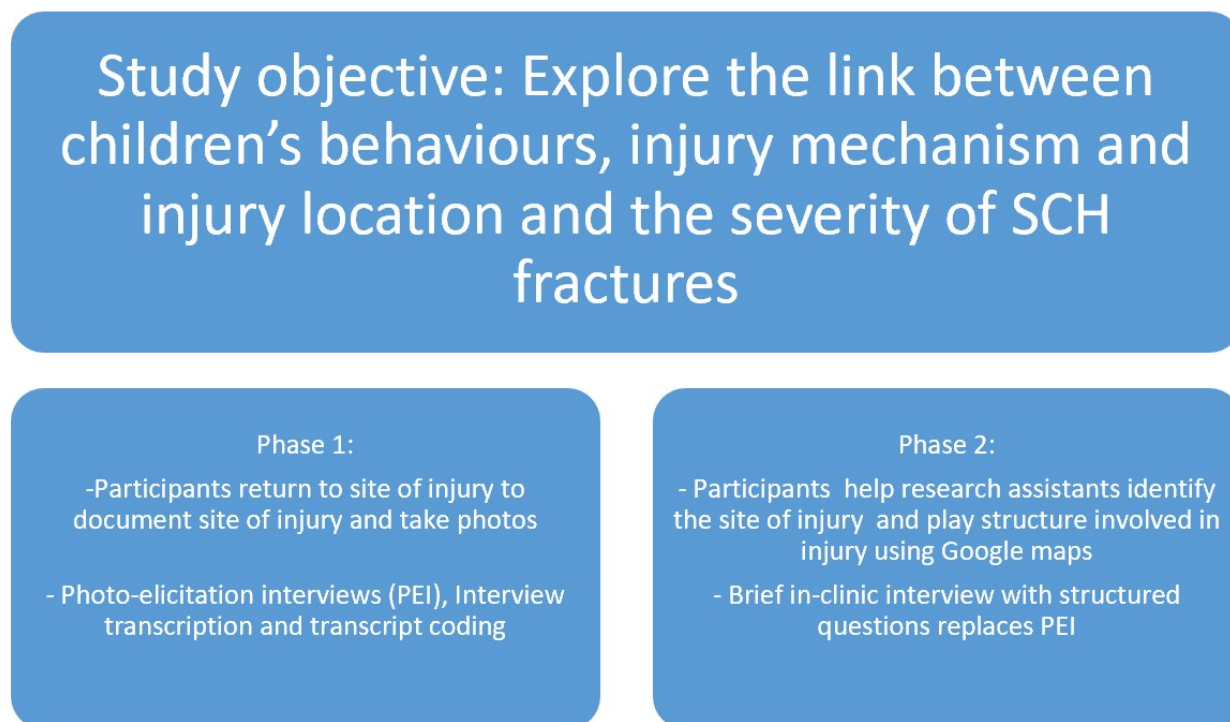 Study objective: Explore the link between
children’s behaviours, injury mechanism and
injury location and the severity of SCH
fractures
Phase 1:
-Participants return to site of injury to
document site of injury and take photos
- Photo-elicitation interviews (PEI), Interview
transcription and transcript coding
Phase 2:
- Participants  help research assistants identify
the site of injury  and play structure involved in
injury using Google maps
- Brief in-clinic interview with structured
questions replaces PEI